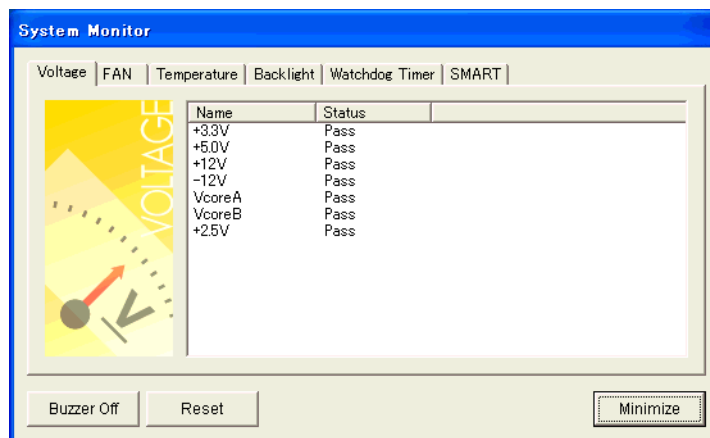 System Monitor
Voltage FAN Temperature Backlight Watchdog Timer SMART
VOLTAGE
V
Name Status
+3.3V Pass
+5.0V Pass
+12V Pass
-12V Pass
VcoreA Pass
VcoreB Pass
+2.5V Pass
Buzzer Off Reset Minimize